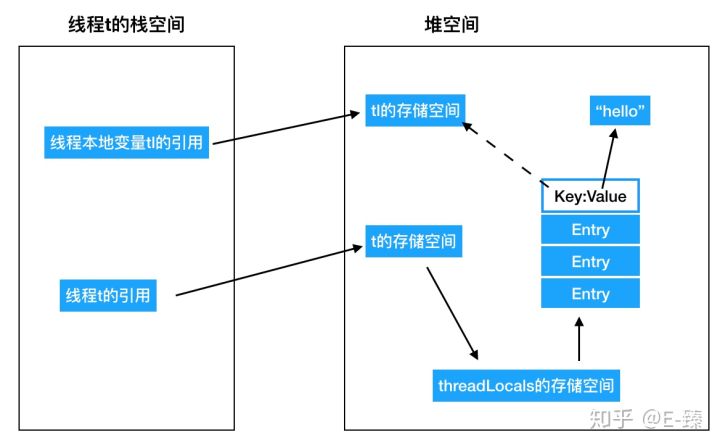 线程t的栈空间
堆空间
线程本地变量tl的引用
tl的存储空间
“hello”
Key:Value
Entry
Entry
Entry
线程t的引用
t的存储空间
threadLocals的存储空间
知乎 @E-臻